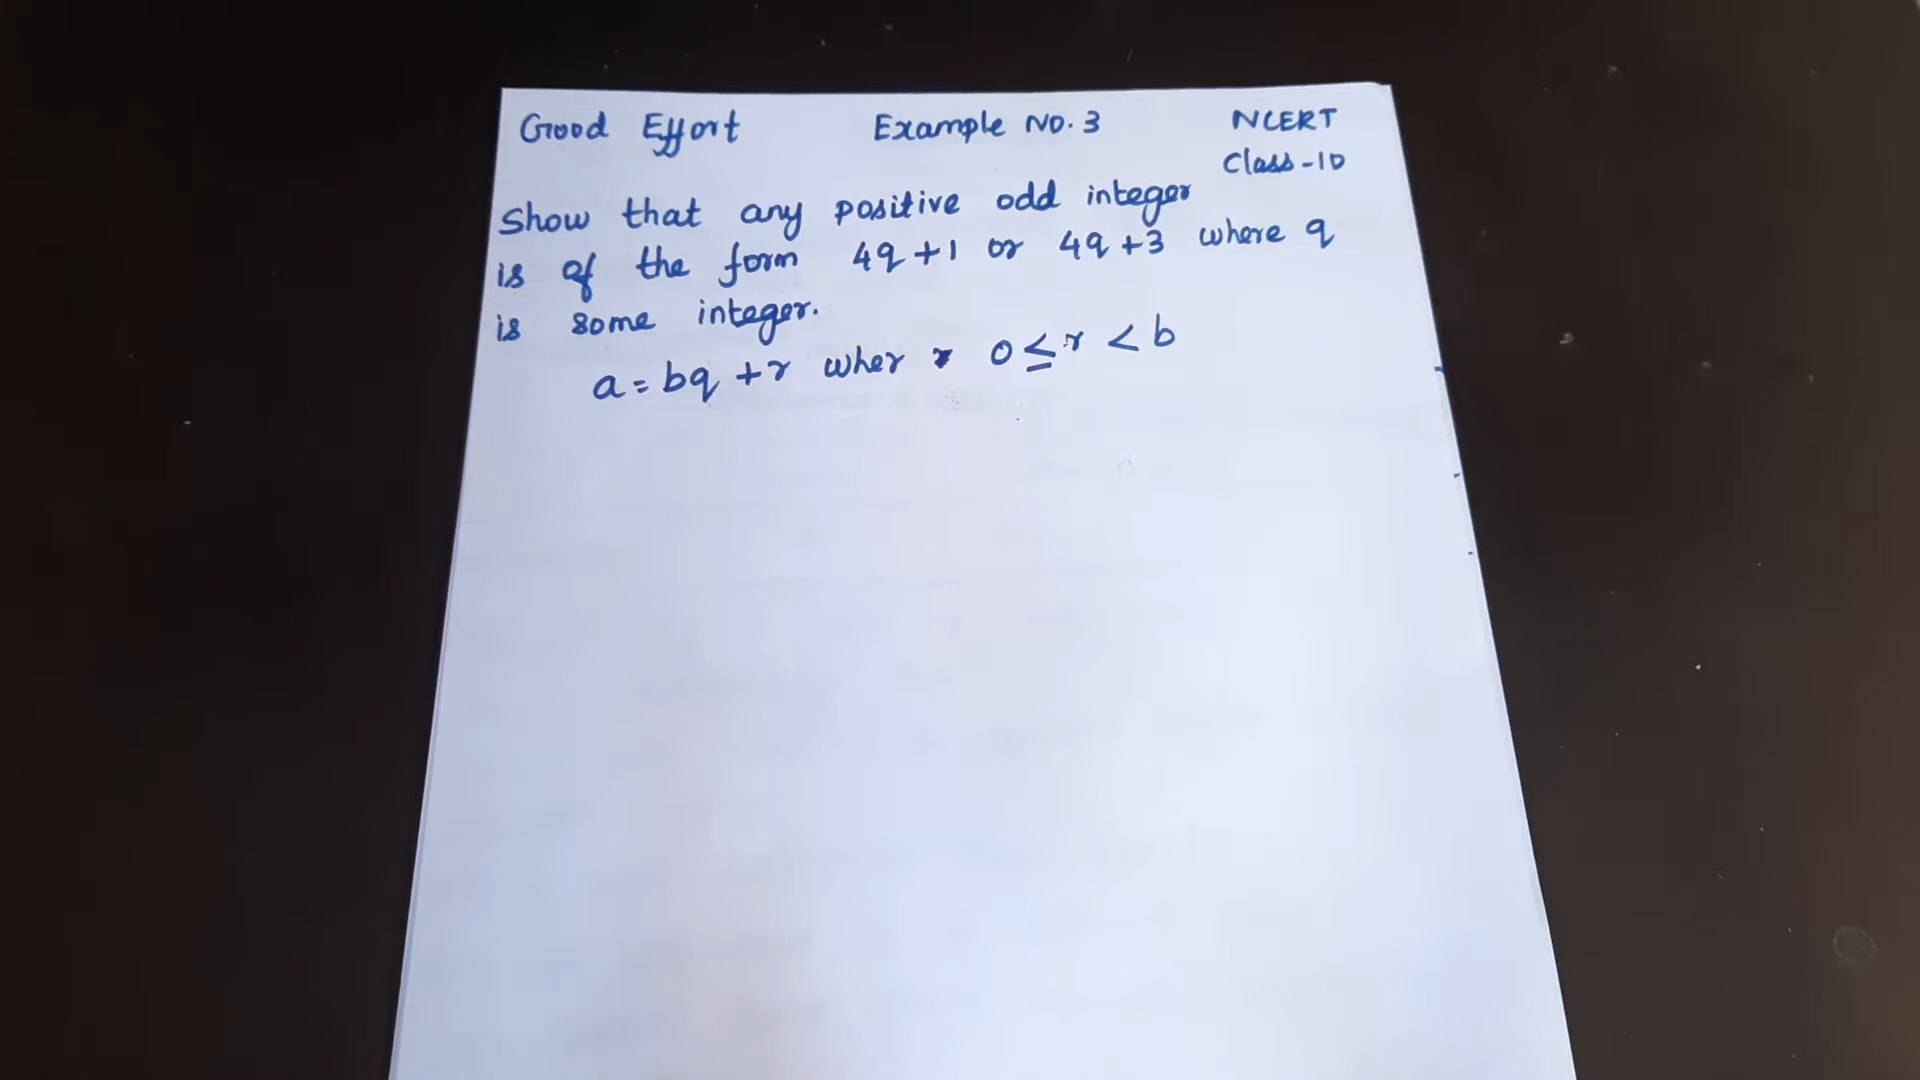 Good Effort Example No. 3 NCERT
Class-10
Show that any positive odd integer
is of the form 4q+1 or 4q+3 where q
is some integer.
a = bq + r wher r 0 ≤ r < b